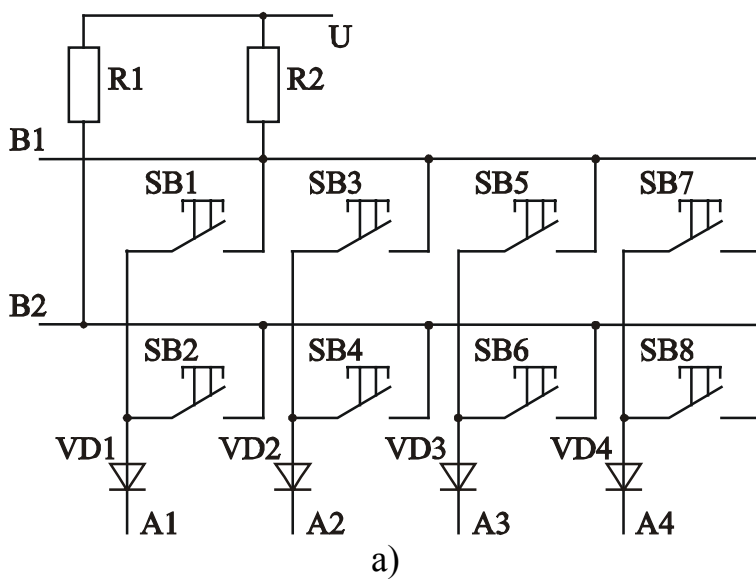 U
R1 R2
B1
SB1 SB3 SB5 SB7
B2
SB2 SB4 SB6 SB8
VD1 VD2 VD3 VD4
A1 A2 A3 A4
а)